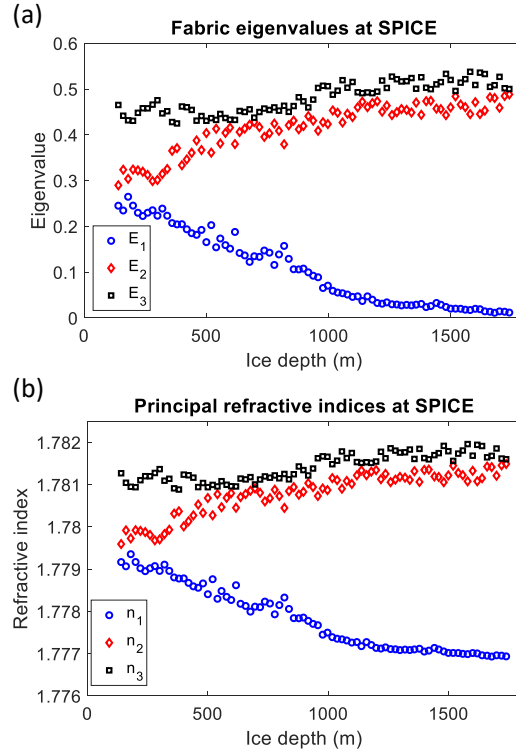 (a)
Fabric eigenvalues at SPICE
0.6
0.5
0.4
0.3
0.2
0.1
0
Eigenvalue
E1
E2
E3
0
500
1000
1500
Ice depth (m)
(b)
Principal refractive indices at SPICE
1.782
1.781
1.78
1.779
1.778
1.777
1.776
Refractive index
n1
n2
n3
0
500
1000
1500
Ice depth (m)